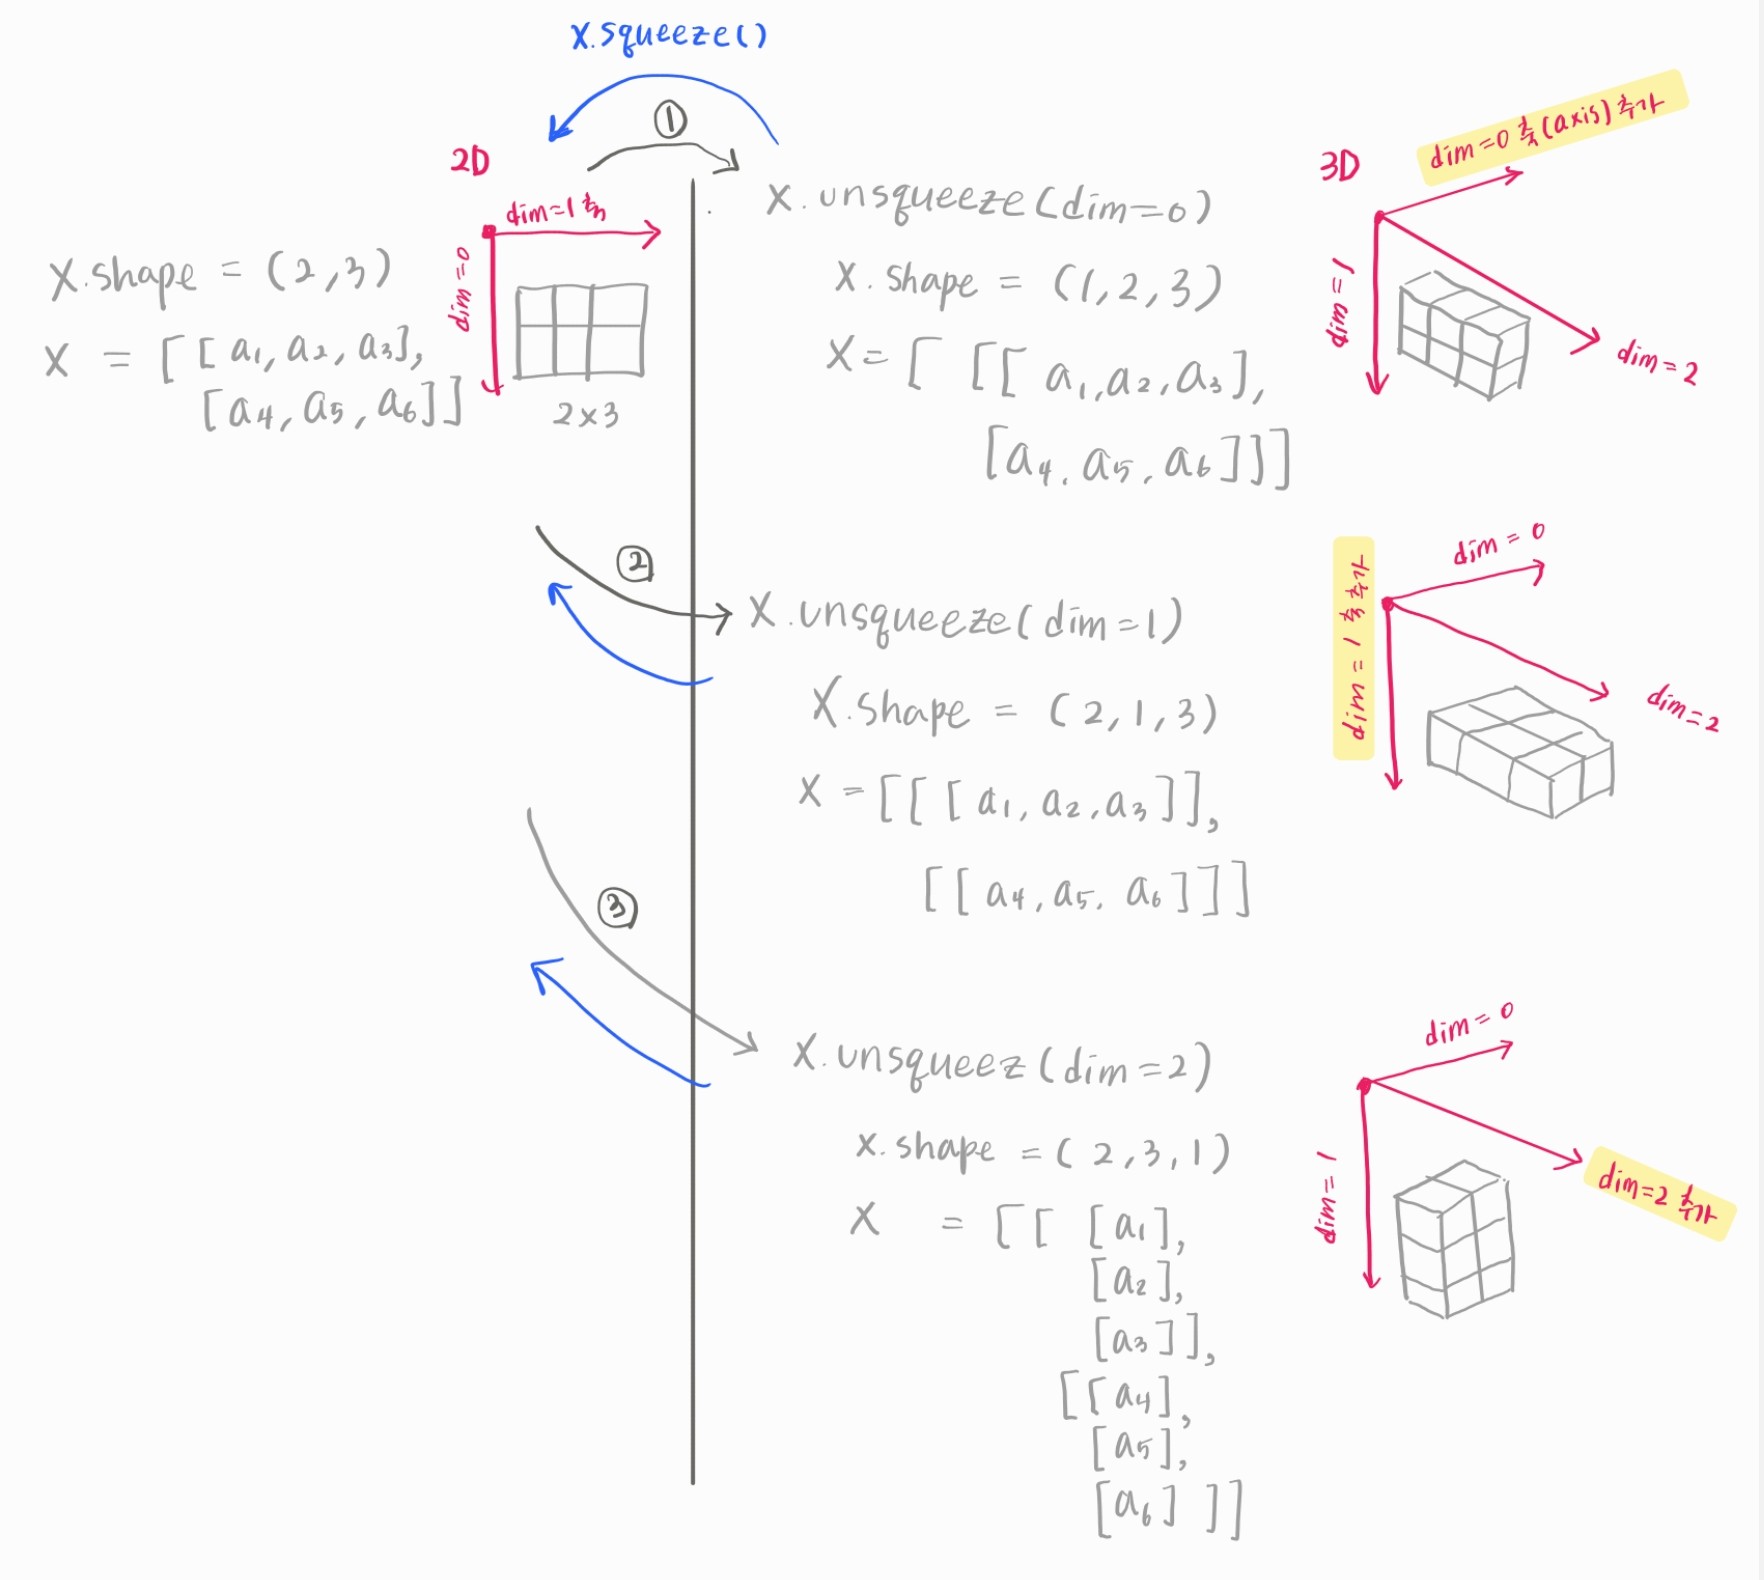 X.squeeze()
①
2D
dim=1 축
dim=0
X.shape = (2,3)
X = [[a1, a2, a3],
[a4, a5, a6]]
2x3
X.unsqueeze(dim=0)
X.shape = (1,2,3)
X= [ [[a1,a2,a3],
[a4, a5, a6]]]
3D
dim=0 축(axis) 추가
dim=1
dim=2
②
X.unsqueeze(dim=1)
X.shape = (2,1,3)
X = [[[a1, a2, a3]],
[[a4, a5, a6]]]
dim=0
dim=1 축 추가
dim=2
③
X.unsqueez(dim=2)
X.shape = (2,3,1)
X = [[ [a1],
[a2],
[a3]],
[[a4],
[a5],
[a6] ]]
dim=0
dim=1
dim=2 추가